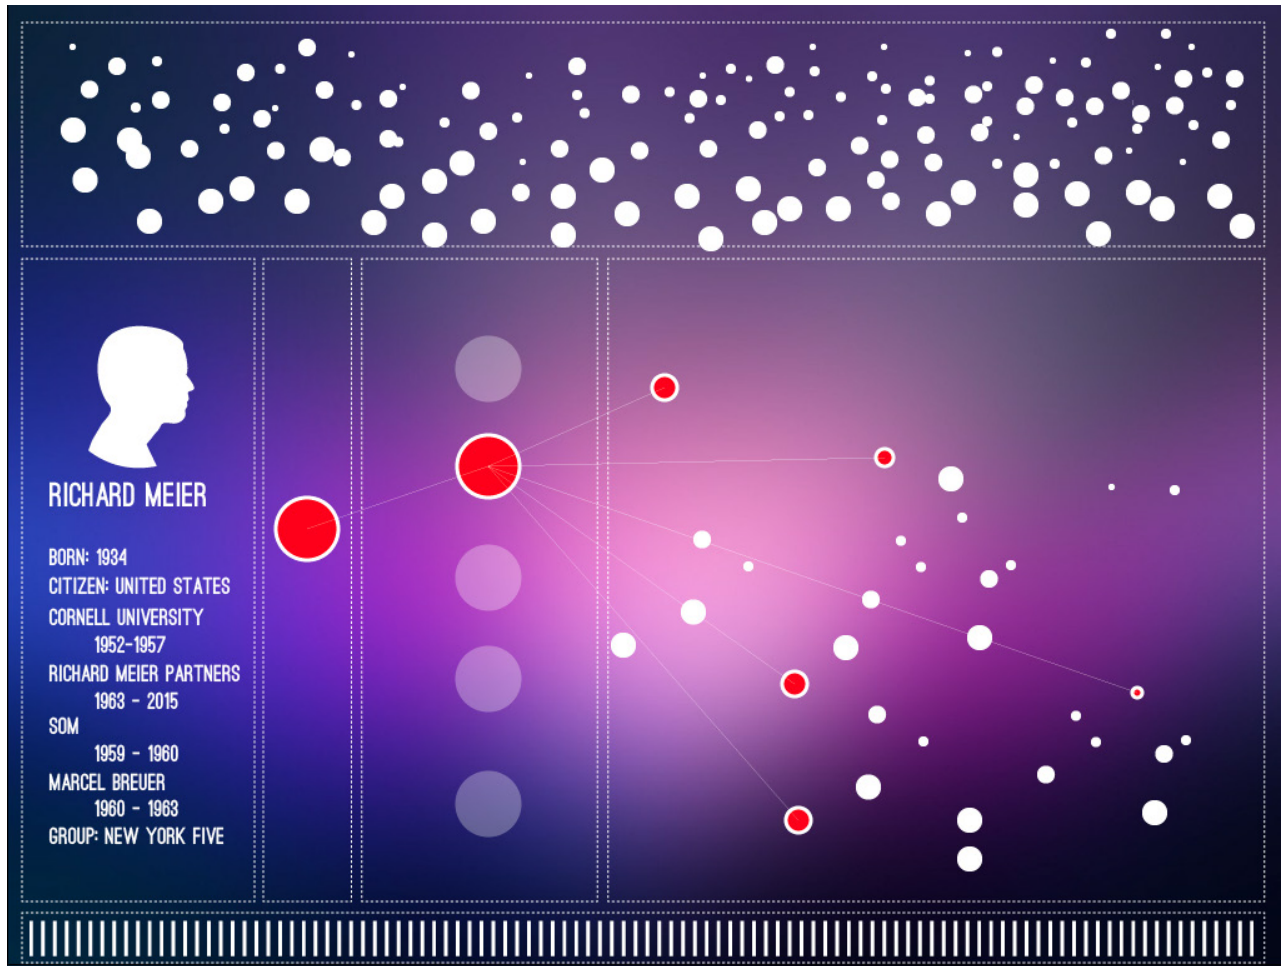 RICHARD MEIER
BORN: 1934
CITIZEN: UNITED STATES
CORNELL UNIVERSITY
1952-1957
RICHARD MEIER PARTNERS
1963 - 2015
SOM
1959 - 1960
MARCEL BREUER
1960 - 1963
GROUP: NEW YORK FIVE